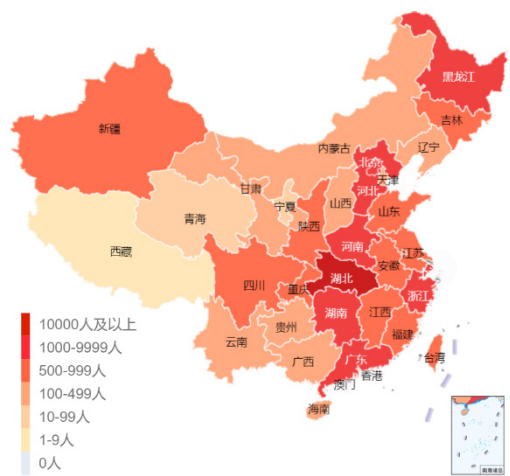 黑龙江
吉林
新疆
辽宁
内蒙古
北京
天津
甘肃
河北
宁夏
山西
青海
山东
陕西
河南
西藏
江苏
安徽
湖北
四川
重庆
浙江
湖南
江西
贵州
福建
云南
台湾
广西
广东
香港
澳门
海南
10000人及以上
1000-9999人
500-999人
100-499人
10-99人
1-9人
0人
南海诸岛